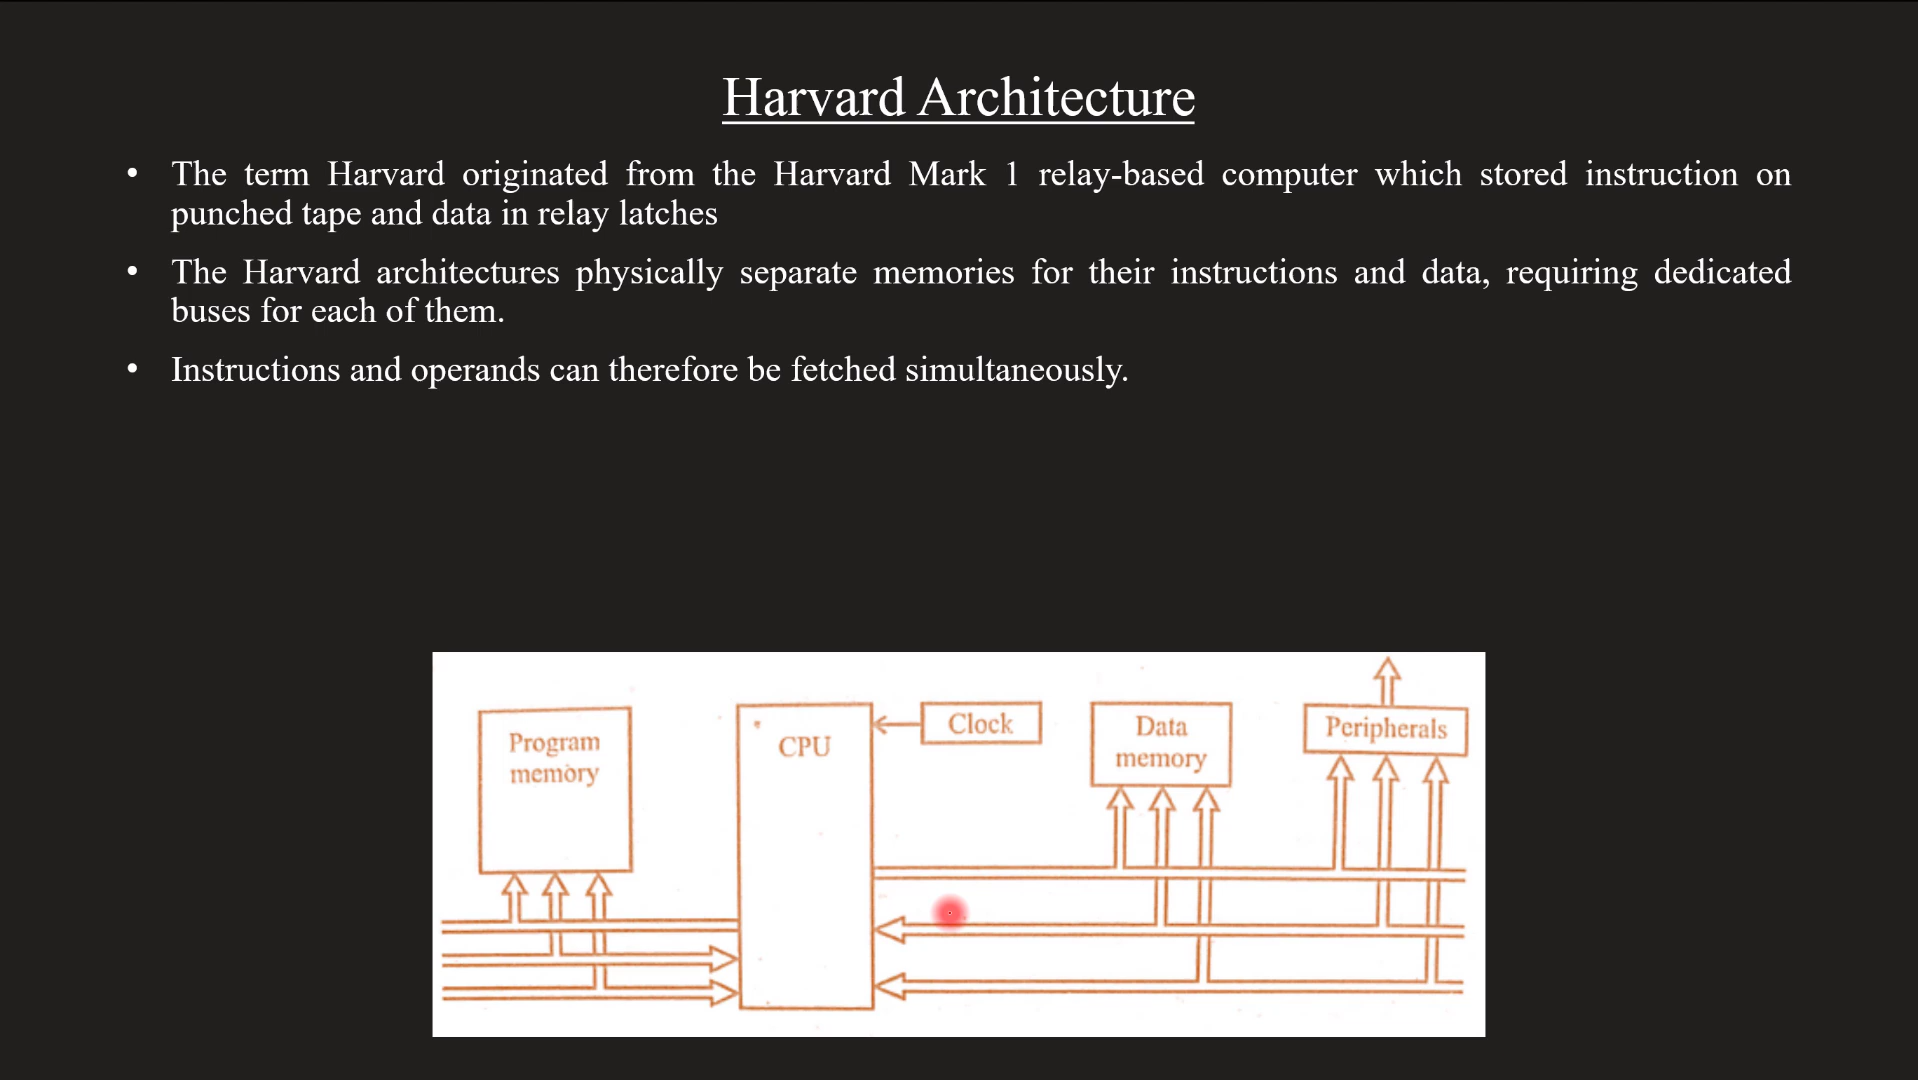 Harvard Architecture
• The term Harvard originated from the Harvard Mark 1 relay-based computer which stored instruction on
punched tape and data in relay latches
• The Harvard architectures physically separate memories for their instructions and data, requiring dedicated
buses for each of them.
• Instructions and operands can therefore be fetched simultaneously.
Program
memory
CPU
Clock
Data
memory
Peripherals